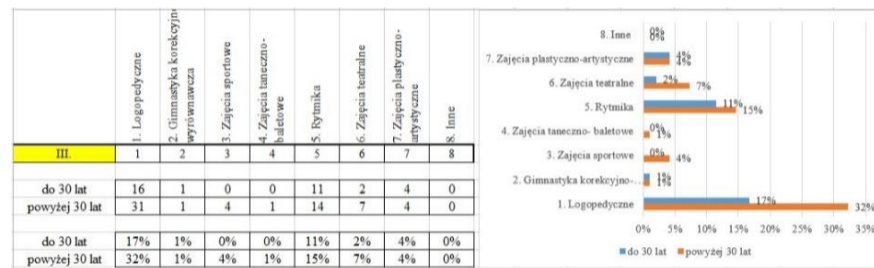 1. Logopedyczne
2. Gimnastyka korekcyjno-
wyrównawcza
3. Zajęcia sportowe
4. Zajęcia taneczno-
baletowe
5. Rytmika
6. Zajęcia teatralne
7. Zajęcia plastyczno-
artystyczne
8. Inne
III. 1 2 3 4 5 6 7 8
do 30 lat 16 1 0 0 11 2 4 0
powyżej 30 lat 31 1 4 1 14 7 4 0
do 30 lat 17% 1% 0% 0% 11% 2% 4% 0%
powyżej 30 lat 32% 1% 4% 1% 15% 7% 4% 0%
8. Inne 0%
0%
7. Zajęcia plastyczno-artystyczne 4%
4%
6. Zajęcia teatralne 2%
7%
5. Rytmika 11%
15%
4. Zajęcia taneczno- baletowe 0%
1%
3. Zajęcia sportowe 0%
4%
2. Gimnastyka korekcyjno-... 1%
1%
1. Logopedyczne 17%
32%
0% 5% 10% 15% 20% 25% 30% 35%
do 30 lat powyżej 30 lat